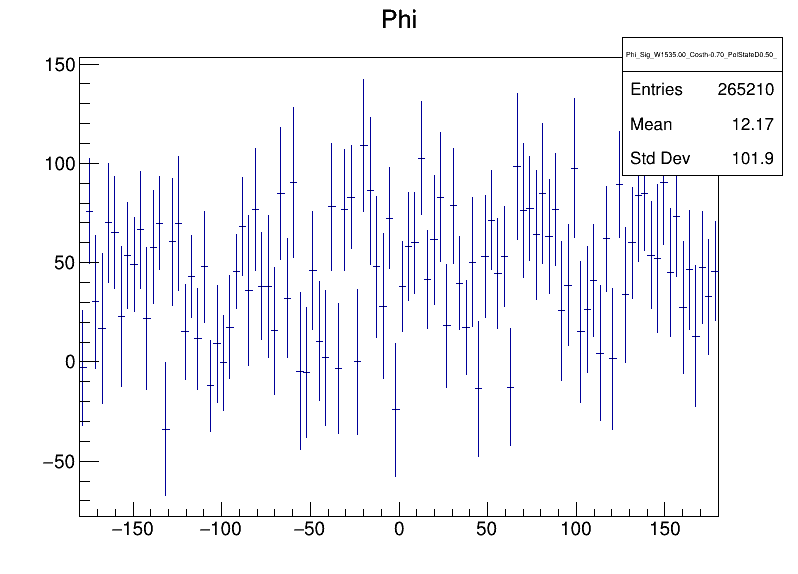 Phi
Phi_Sig_W1535.00_Costh-0.70_PolStateD0.50_
Entries 265210
Mean 12.17
Std Dev 101.9
150
100
50
0
−50
−150 −100 −50 0 50 100 150